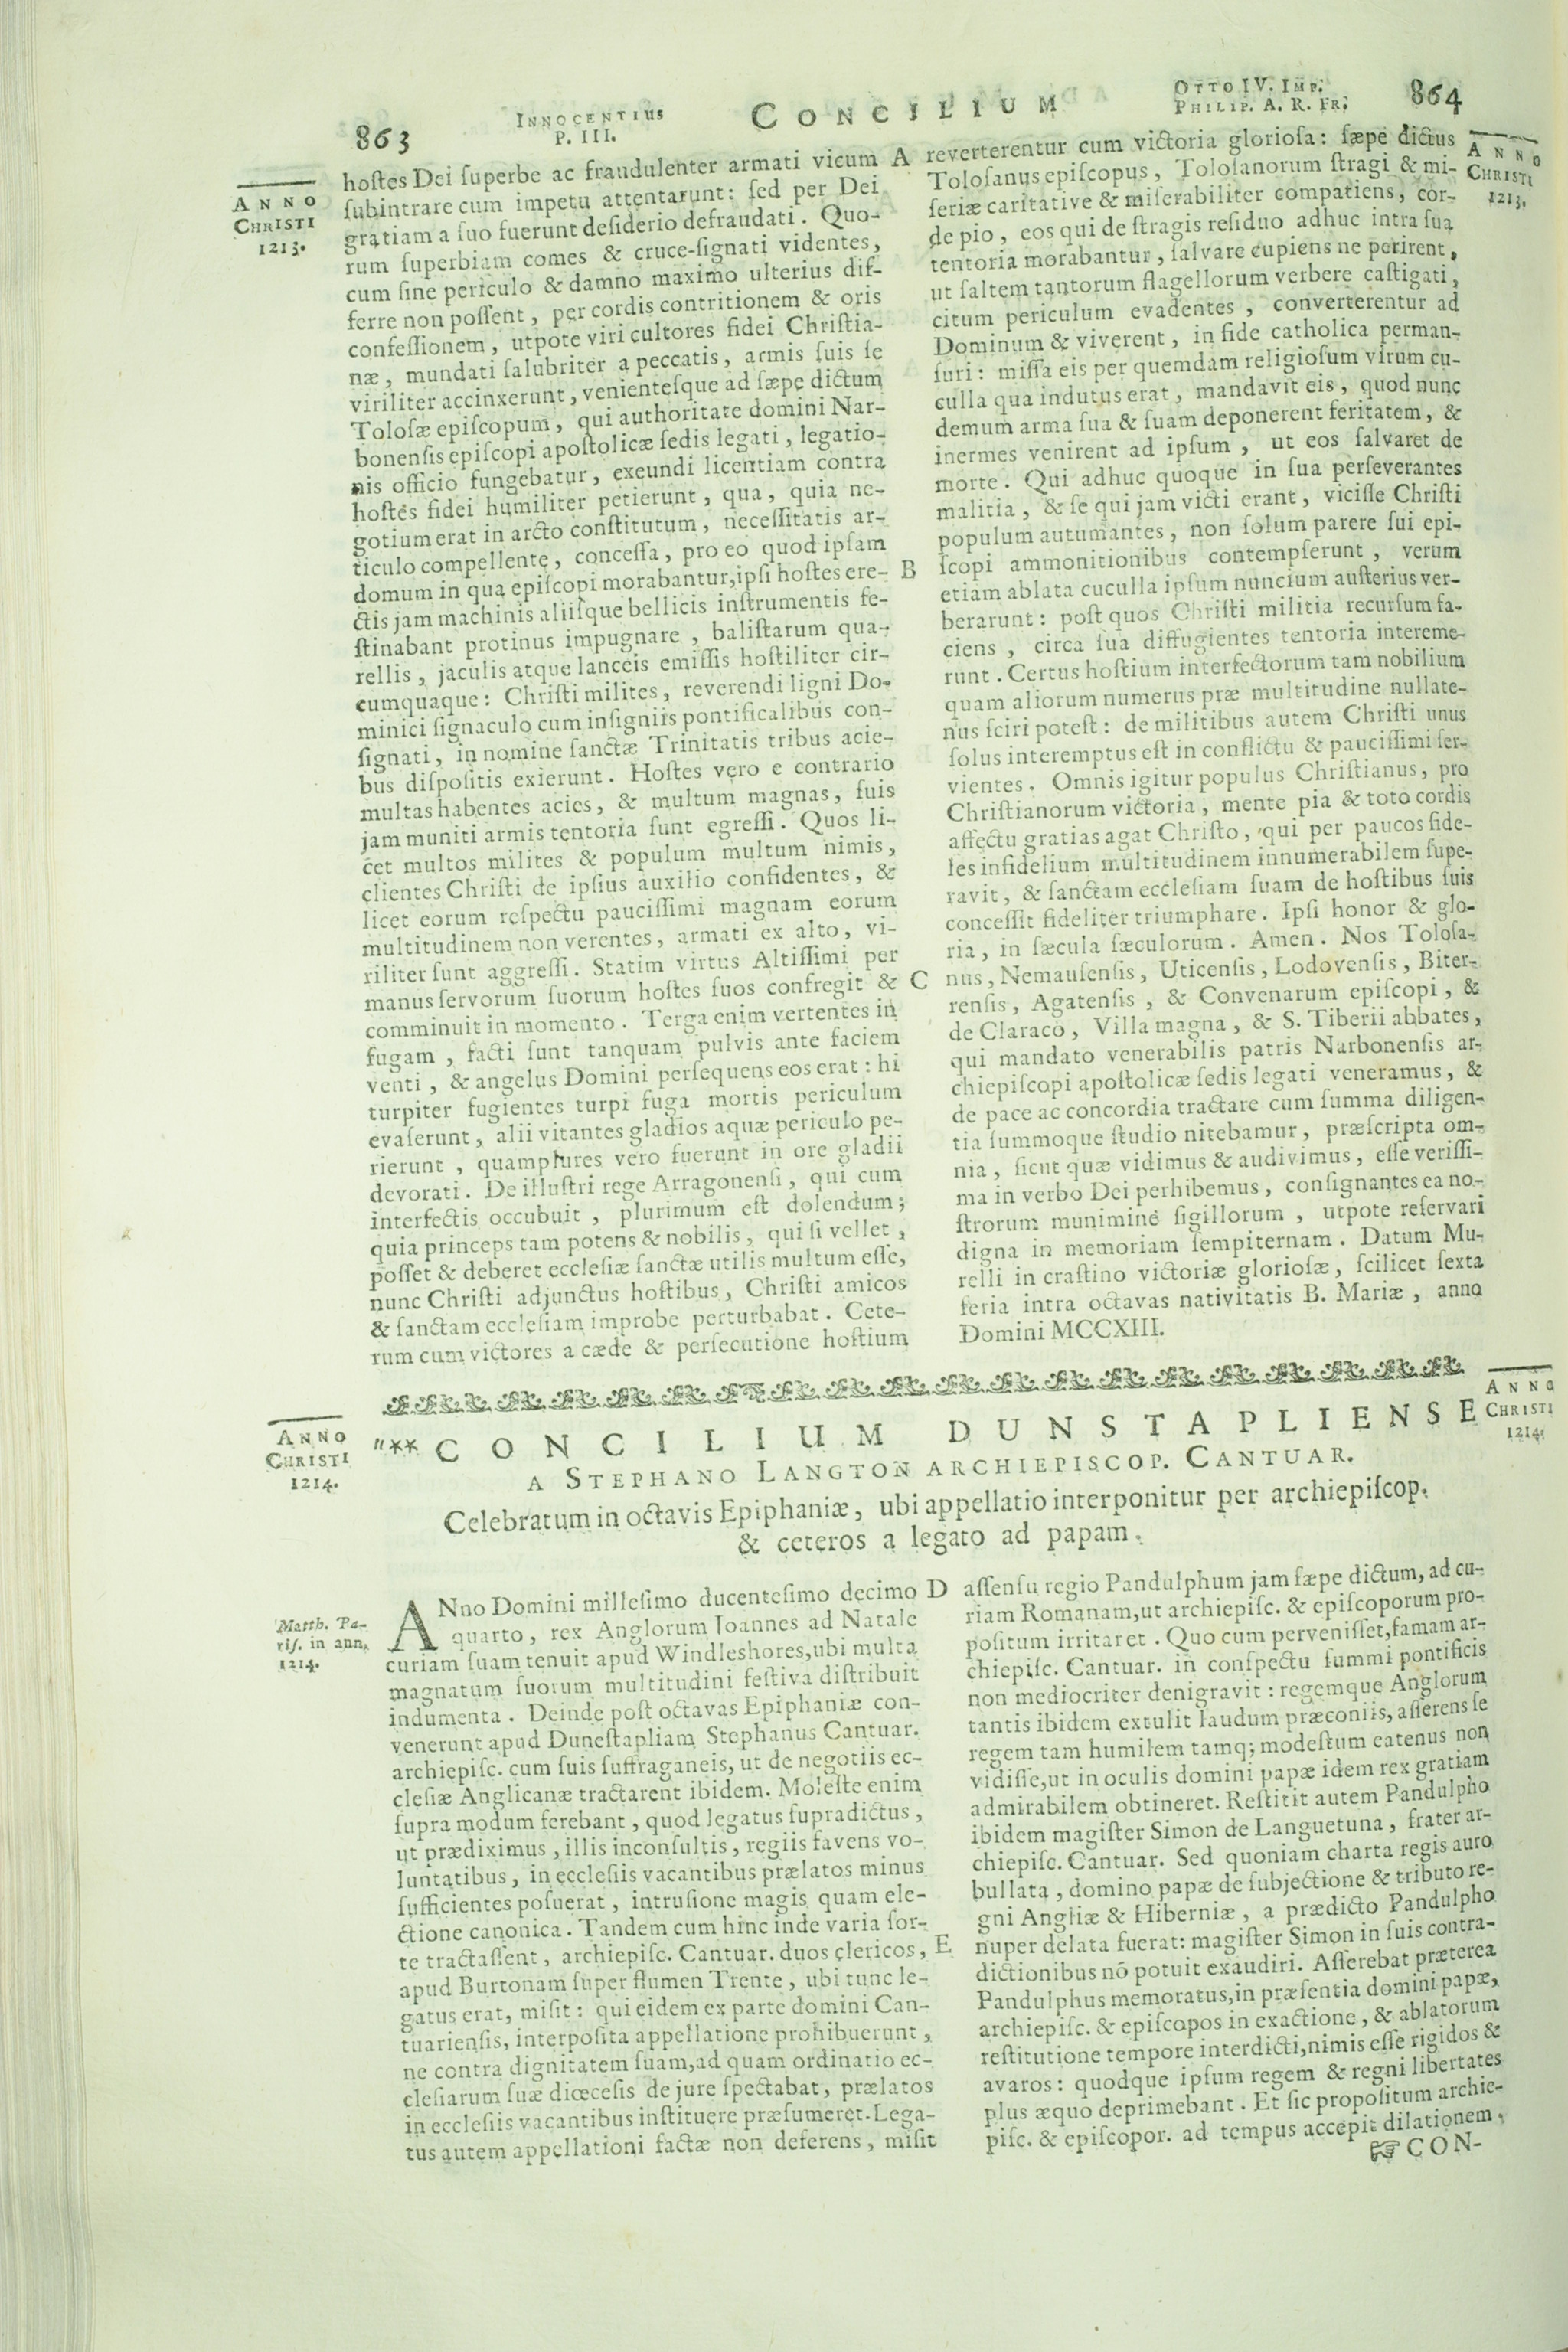 863
INNOCENTIUS
P. III.
CONCILIUM
OTTO IV. IMP.
PHILIP. A. R. FR.
864
ANNO
CHRISTI
1213.
hoſtes Dei ſuperbe ac fraudulenter armati vicum
ſubintrare cum impetu attentarunt: ſed per Dei
gratiam a ſuo fuerunt deſiderio defraudati. Quo-
rum ſuperbiam comes & cruce-ſignati videntes,
cum ſine periculo & damno maximo ulterius dif-
ferre non poſſent, per cordis contritionem & oris
confeſſionem, utpote viri cultores fidei Chriſtia-
næ, mundati ſalubriter a peccatis, armis ſuis ſe
viriliter accinxerunt, venienteſque ad ſæpe dictum
Toloſæ epiſcopum, qui authoritate domini Nar-
bonenſis epiſcopi apoſtolicæ ſedis legati, legatio-
nis officio fungebatur, exeundi licentiam contra
hoſtes fidei humiliter petierunt, qua, quia ne-
gotium erat in arcto conſtitutum, neceſſitatis ar-
ticulo compellente, conceſſa, pro eo quod ipſam
domum in qua epiſcopi morabantur, ipſi hoſtes ere-
ctis jam machinis aliiſque bellicis inſtrumentis fe-
ſtinabant protinus impugnare, baliſtarum qua-
rellis, jaculis atque lanceis emiſſis hoſtiliter cir-
cumquaque: Chriſti milites, reverendi ligni Do-
minici ſignaculo cum inſigniis pontificalibus con-
ſignati, in nomine ſanctæ Trinitatis tribus acie-
bus diſpoſitis exierunt. Hoſtes vero e contrario
multas habentes acies, & multum magnas, ſuis
jam muniti armis tentoria ſunt egreſſi. Quos li-
cet multos milites & populum multum nimis,
clientes Chriſti de ipſius auxilio confidentes, &
licet eorum reſpectu pauciſſimi magnam eorum
multitudinem non verentes, armati ex alto, vi-
riliter ſunt aggreſſi. Statim virtus Altiſſimi per
manus ſervorum ſuorum hoſtes ſuos confregit &
comminuit in momento. Terga enim vertentes in
fugam, facti ſunt tanquam pulvis ante faciem
venti, & angelus Domini perſequens eos erat: hi
turpiter fugientes turpi fuga mortis periculum
evaſerunt, alii vitantes gladios aquæ periculo pe-
rierunt, quamplures vero fuerunt in ore gladii
devorati. De illuſtri rege Arragonenſi, qui cum
interfectis occubuit, plurimum eſt dolendum;
quia princeps tam potens & nobilis, qui ſi vellet,
poſſet & deberet eccleſiæ ſanctæ utilis multum eſſe,
nunc Chriſti adjunctus hoſtibus, Chriſti amicos
& ſanctam eccleſiam improbe perturbabat. Cete-
rum cum victores a cæde & perſecutione hoſtium
A
B
C
reverterentur cum victoria glorioſa: ſæpe dictus
Toloſanus epiſcopus, Toloſanorum ſtragi & mi-
ſeriæ caritative & miſerabiliter compatiens, cor-
de pio, eos qui de ſtragis reſiduo adhuc intra ſua
tentoria morabantur, ſalvare cupiens ne perirent,
ut ſaltem tantorum flagellorum verbere caſtigati,
citum periculum evadentes, converterentur ad
Dominum & viverent, in fide catholica perman-
ſuri: miſſa eis per quemdam religioſum virum cu-
culla qua indutus erat, mandavit eis, quod nunc
demum arma ſua & ſuam deponerent feritatem, &
inermes venirent ad ipſum, ut eos ſalvaret de
morte. Qui adhuc quoque in ſua perſeverantes
malitia, & ſe qui jam victi erant, viciſſe Chriſti
populum autumantes, non ſolum parere ſui epi-
ſcopi ammonitionibus contempſerunt, verum
etiam ablata cuculla ipſum nuncium auſterius ver-
berarunt: poſt quos Chriſti militia recurſum fa-
ciens, circa ſua diffugientes tentoria intereme-
runt. Certus hoſtium interfectorum tam nobilium
quam aliorum numerus præ multitudine nullate-
nus ſciri poteſt: de militibus autem Chriſti unus
ſolus interemptus eſt in conflictu & pauciſſimi ſer-
vientes. Omnis igitur populus Chriſtianus, pro
Chriſtianorum victoria, mente pia & toto cordis
affectu gratias agat Chriſto, qui per paucos fide-
les infidelium multitudinem innumerabilem ſupe-
ravit, & ſanctam eccleſiam ſuam de hoſtibus ſuis
conceſſit fideliter triumphare. Ipſi honor & glo-
ria, in ſæcula ſæculorum. Amen. Nos Toloſa-
nus, Nemauſenſis, Uticenſis, Lodovenſis, Biter-
renſis, Agatenſis, & Convenarum epiſcopi, &
de Claraco, Villa magna, & S. Tiberii abbates,
qui mandato venerabilis patris Narbonenſis ar-
chiepiſcopi apoſtolicæ ſedis legati veneramus, &
de pace ac concordia tractare cum ſumma diligen-
tia ſummoque ſtudio nitebamur, præſcripta om-
nia, ſicut quæ vidimus & audivimus, eſſe veriſſi-
ma in verbo Dei perhibemus, conſignantes ea no-
ſtrorum munimine ſigillorum, utpote reſervari
digna in memoriam ſempiternam. Datum Mu-
relli in craſtino victoriæ glorioſæ, ſcilicet ſexta
feria intra octavas nativitatis B. Mariæ, anno
Domini MCCXIII.
ANNO
CHRISTI
1213.
ANNO
CHRISTI
1214.
"** CONCILIUM DUNSTAPLIENSE
A STEPHANO LANGTON ARCHIEPISCOP. CANTUAR.
Celebratum in octavis Epiphaniæ, ubi appellatio interponitur per archiepiſcop.
& ceteros a legato ad papam.
ANNO
CHRISTI
1214.
Matth. Pa-
riſ. in ann.
1214.
ANno Domini milleſimo ducenteſimo decimo
quarto, rex Anglorum Ioannes ad Natale
curiam ſuam tenuit apud Windleshores, ubi multa
magnatum ſuorum multitudini feſtiva diſtribuit
indumenta. Deinde poſt octavas Epiphaniæ con-
venerunt apud Duneſtapliam Stephanus Cantuar.
archiepiſc. cum ſuis ſuffraganeis, ut de negotiis ec-
cleſiæ Anglicanæ tractarent ibidem. Moleſte enim
ſupra modum ferebant, quod legatus ſupradictus,
ut prædiximus, illis inconſultis, regiis favens vo-
luntatibus, in eccleſiis vacantibus prælatos minus
ſufficientes poſuerat, intruſione magis quam ele-
ctione canonica. Tandem cum hinc inde varia ſor-
te tractaſſent, archiepiſc. Cantuar. duos clericos,
apud Burtonam ſuper flumen Trente, ubi tunc le-
gatus erat, miſit: qui eidem ex parte domini Can-
tuarienſis, interpoſita appellatione prohibuerunt,
ne contra dignitatem ſuam, ad quam ordinatio ec-
cleſiarum ſuæ diœceſis de jure ſpectabat, prælatos
in eccleſiis vacantibus inſtituere præſumeret. Lega-
tus autem appellationi factæ non deferens, miſit
D
E
aſſenſu regio Pandulphum jam ſæpe dictum, ad cu-
riam Romanam, ut archiepiſc. & epiſcoporum pro-
poſitum irritaret. Quo cum perveniſſet, famam ar-
chiepiſc. Cantuar. in conſpectu ſummi pontificis
non mediocriter denigravit: regemque Anglorum
tantis ibidem extulit laudum præconiis, aſſerens ſe
regem tam humilem tamq; modeſtum eatenus non
vidiſſe, ut in oculis domini papæ idem rex gratiam
admirabilem obtineret. Reſtitit autem Pandulpho
ibidem magiſter Simon de Languetuna, frater ar-
chiepiſc. Cantuar. Sed quoniam charta regis auro
bullata, domino papæ de ſubjectione & tributo re-
gni Angliæ & Hiberniæ, a prædicto Pandulpho
nuper delata fuerat: magiſter Simon in ſuis contra-
dictionibus nō potuit exaudiri. Aſſerebat præterea
Pandulphus memoratus, in præſentia domini papæ,
archiepiſc. & epiſcopos in exactione, & ablatorum
reſtitutione tempore interdicti, nimis eſſe rigidos &
avaros: quodque ipſum regem & regni libertates
plus æquo deprimebant. Et ſic propoſitum archie-
piſc. & epiſcopor. ad tempus accepit dilationem.
☞ CON-